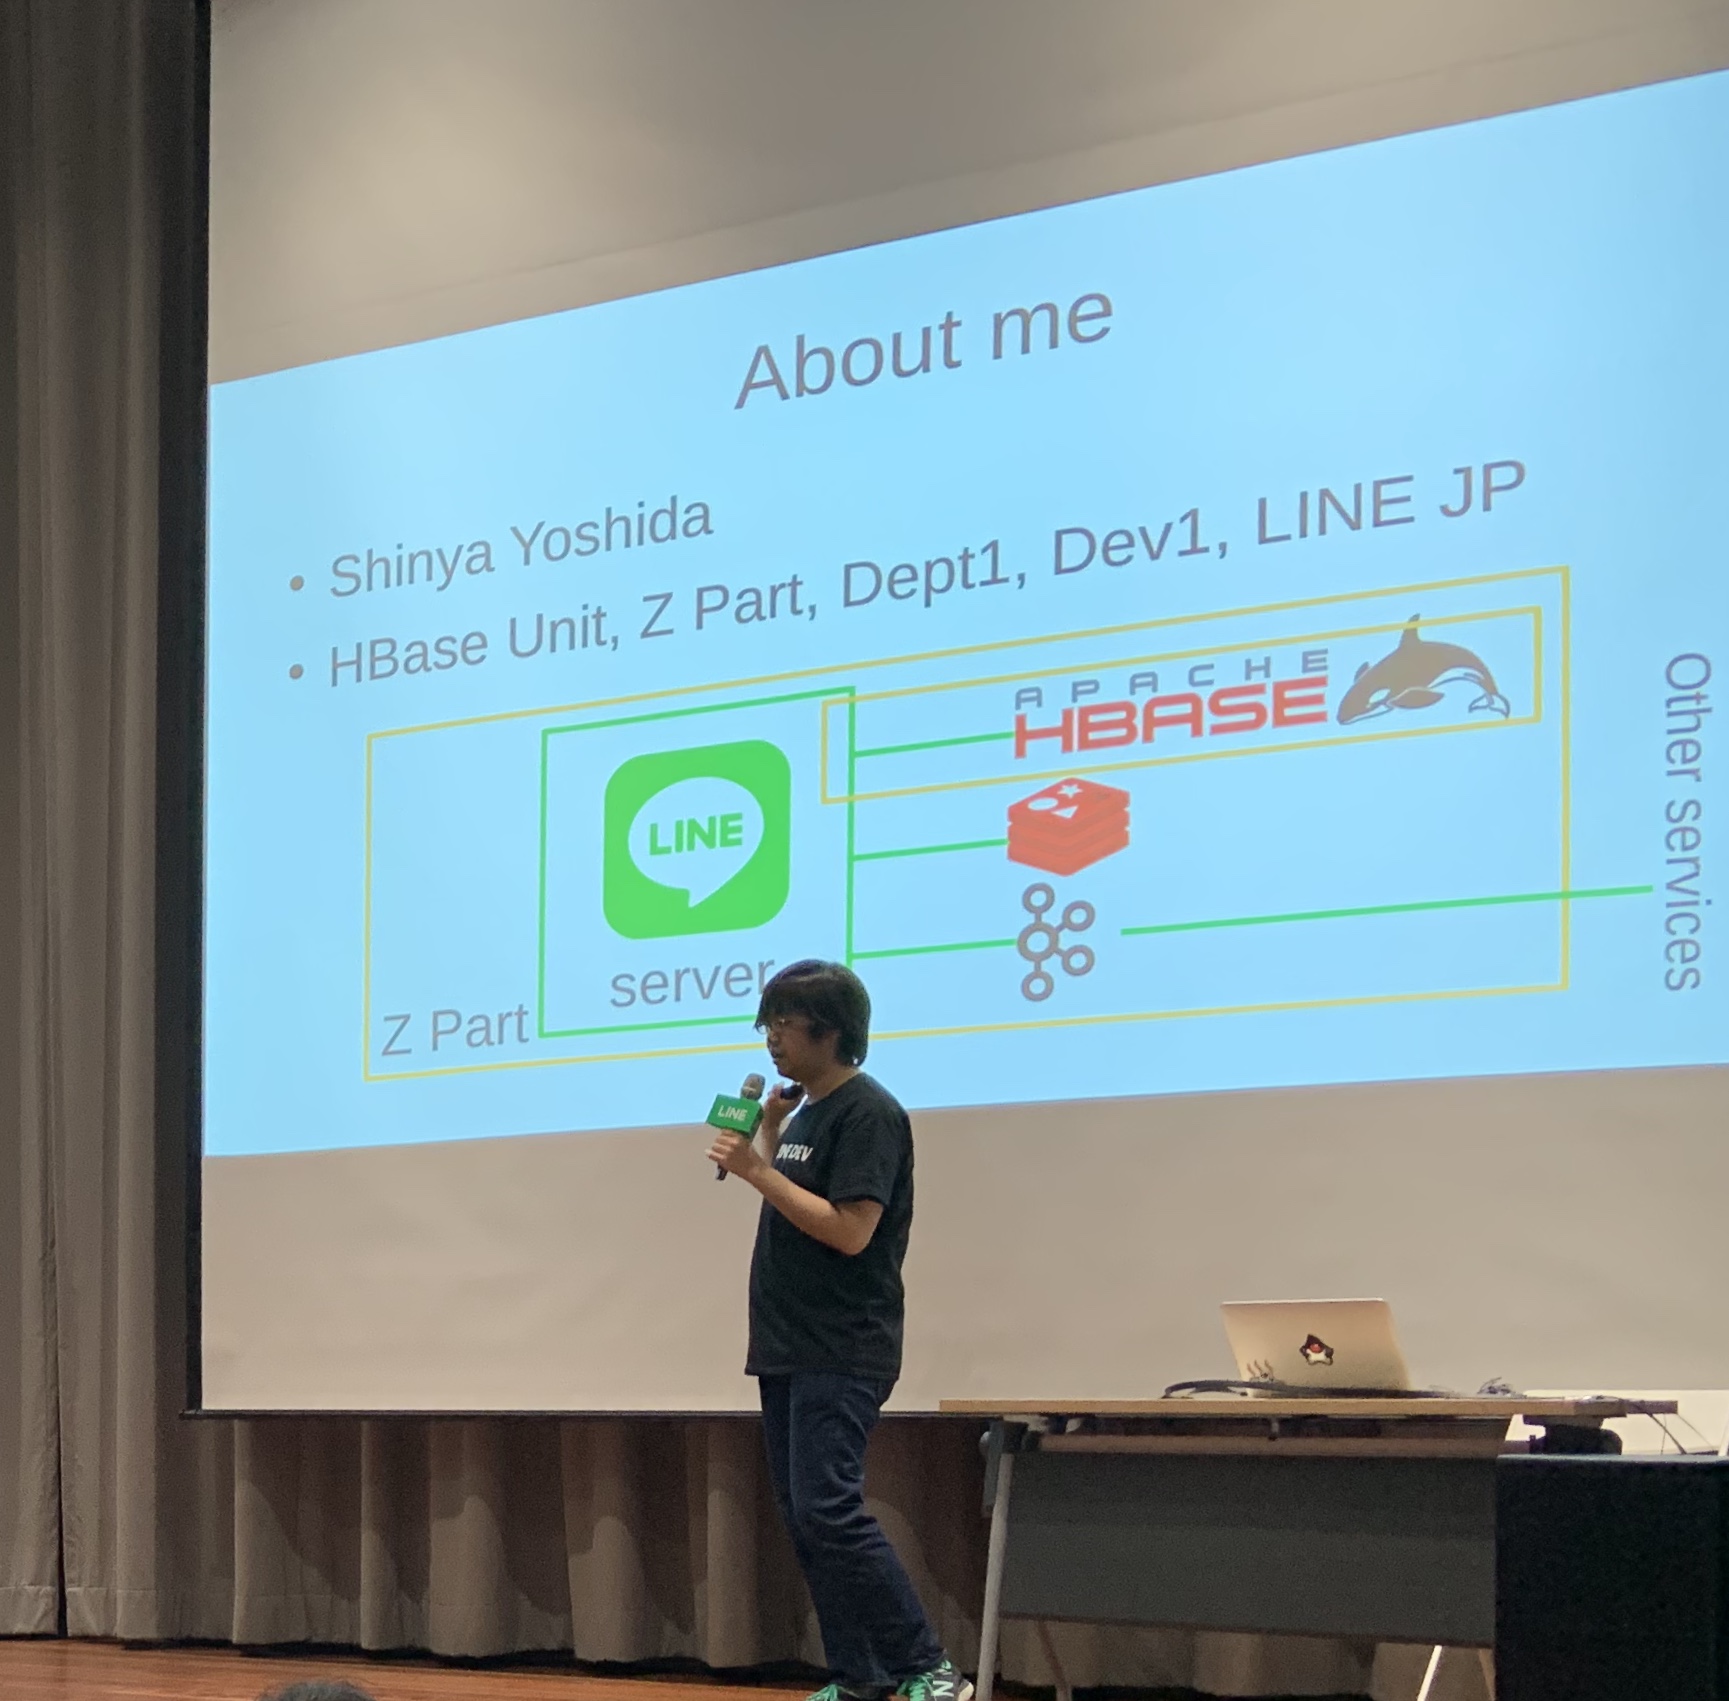 About me
• Shinya Yoshida
• HBase Unit, Z Part, Dept1, Dev1, LINE JP
APACHE
HBASE
LINE
server
Z Part
Other services
LINE
DEV
N